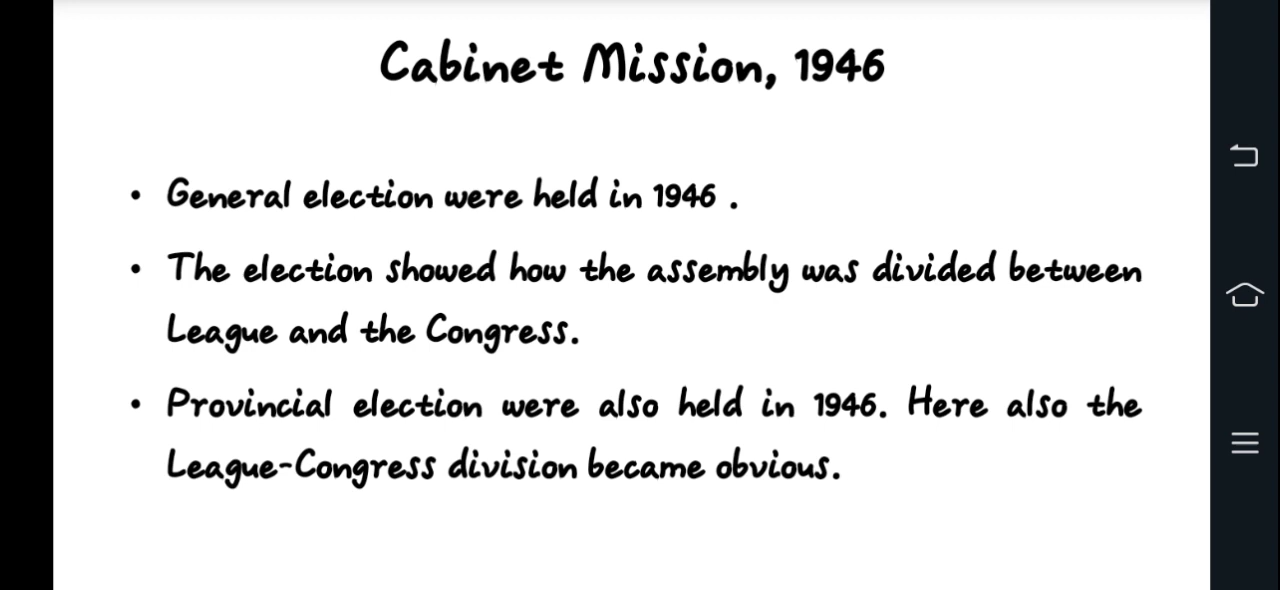 Cabinet Mission, 1946
• General election were held in 1946 .
• The election showed how the assembly was divided between
League and the Congress.
• Provincial election were also held in 1946. Here also the
League-Congress division became obvious.